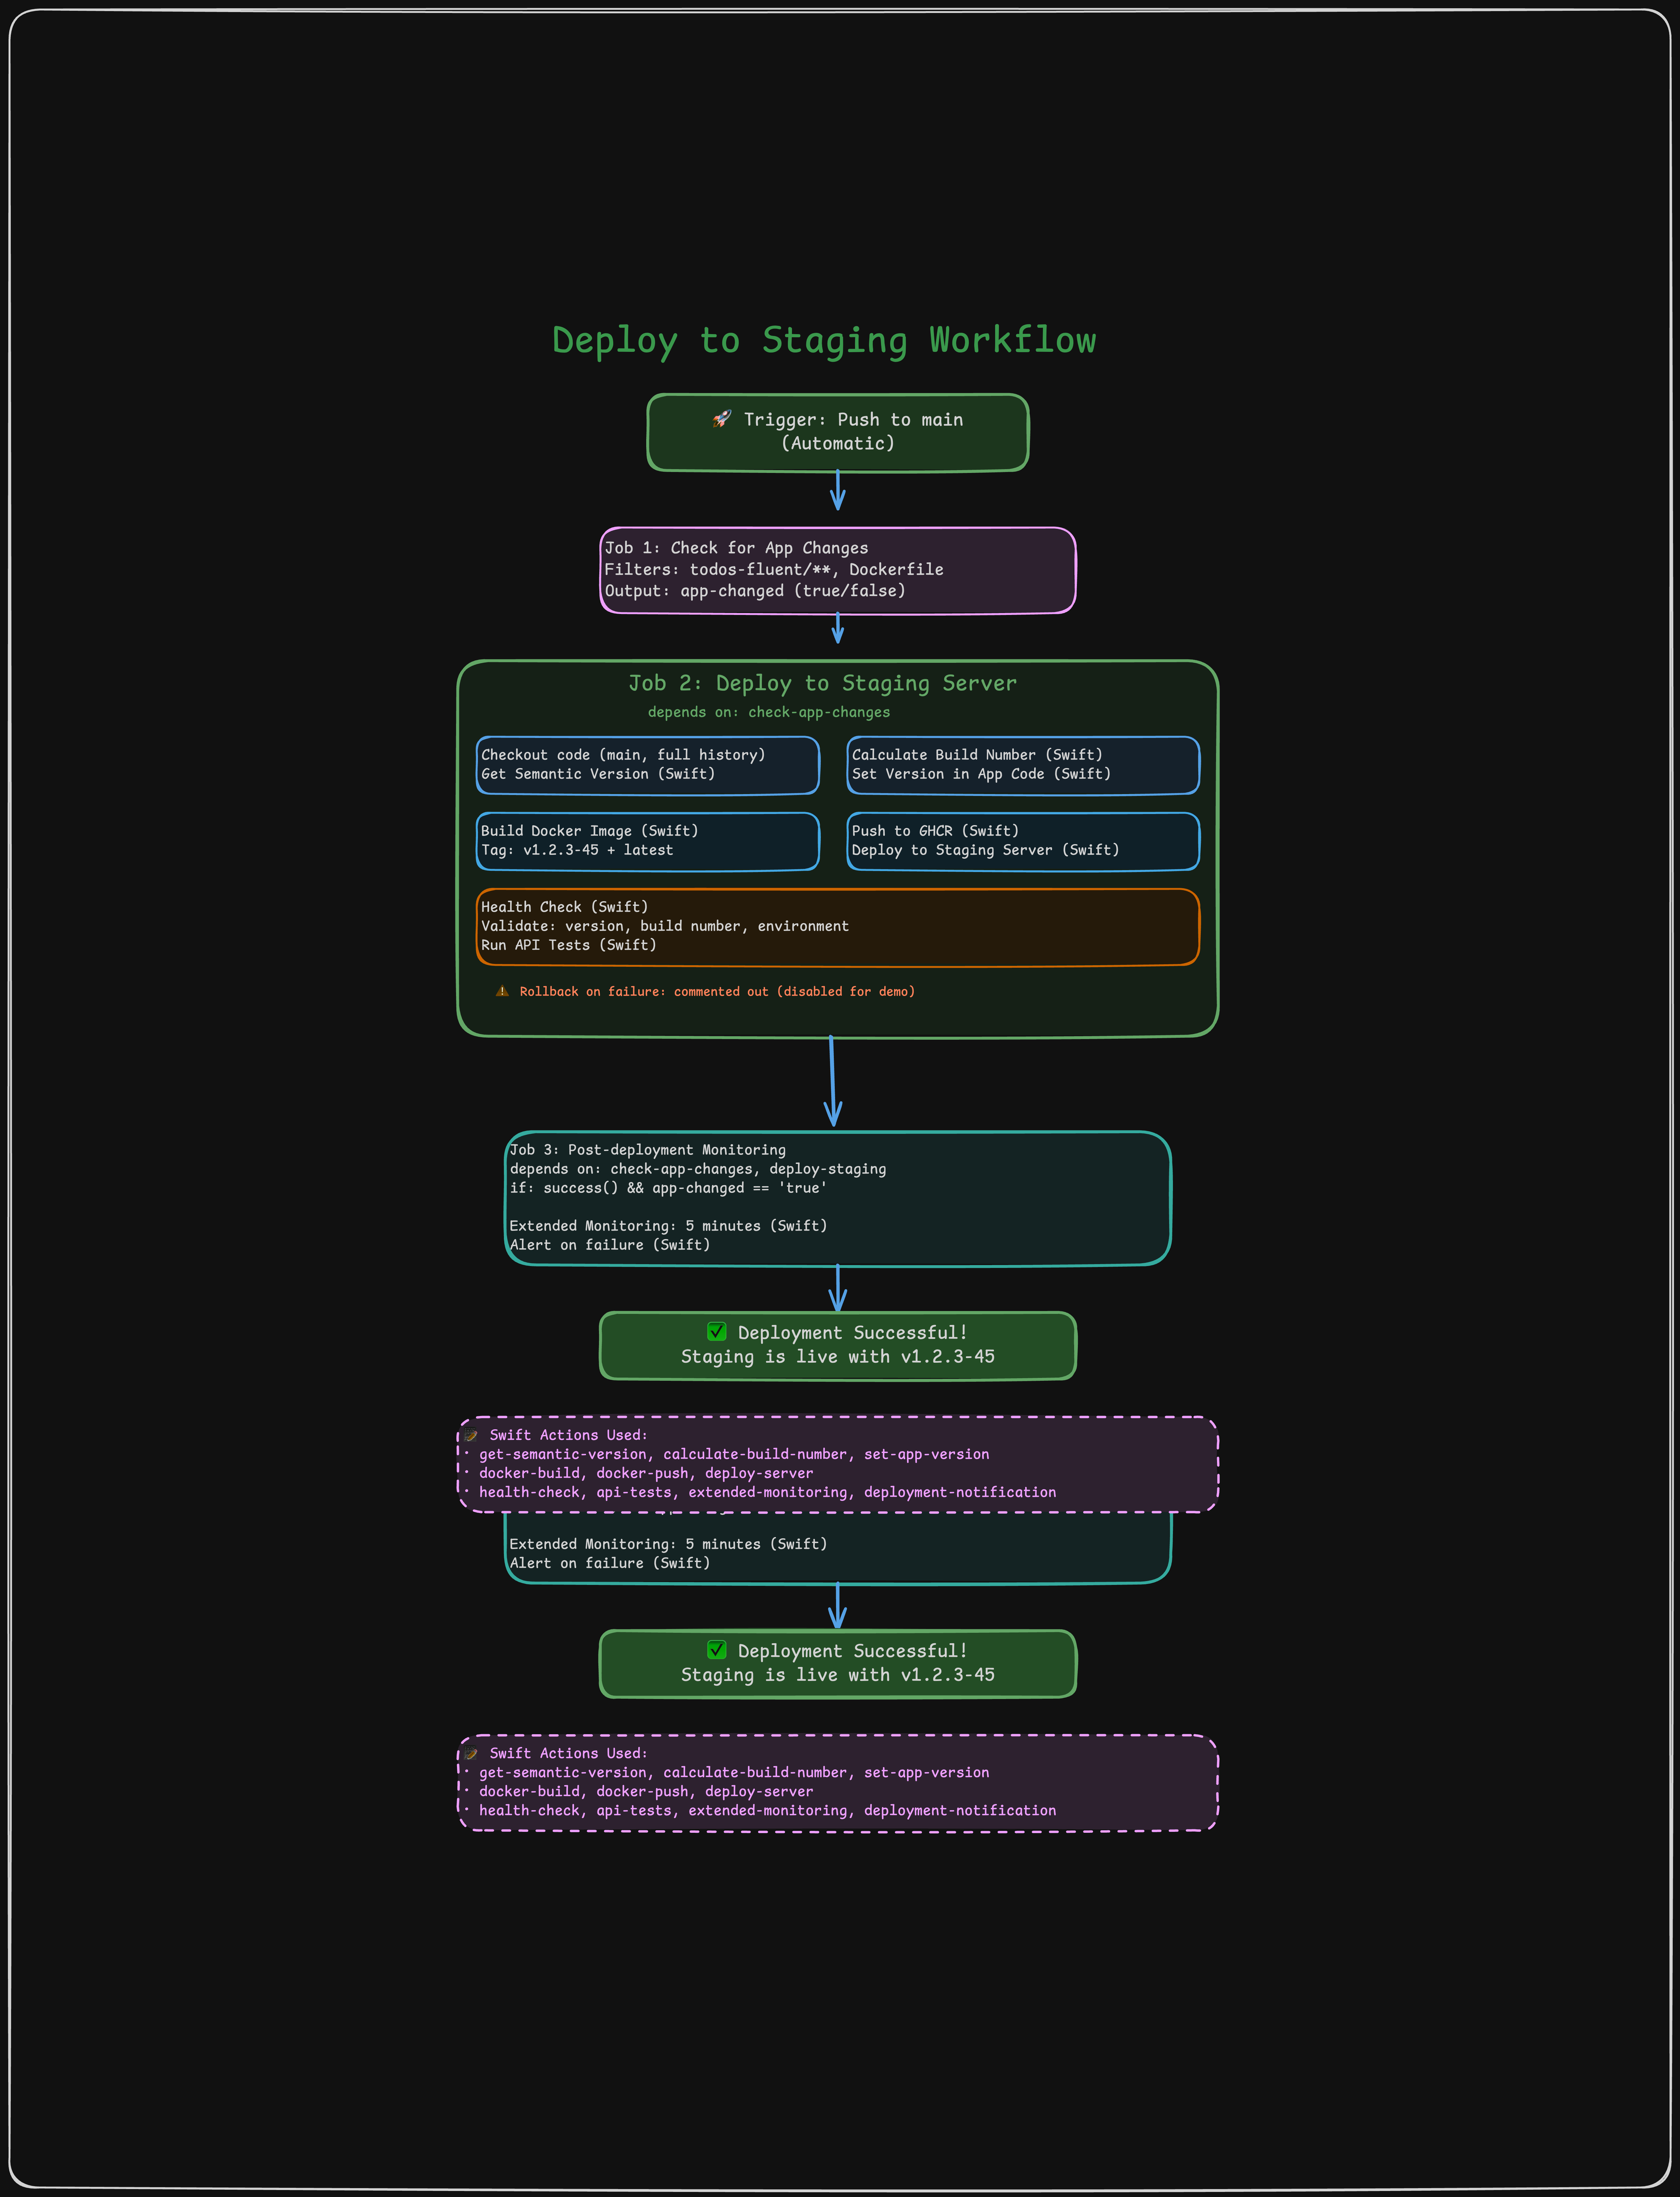 Deploy to Staging Workflow
🚀 Trigger: Push to main
(Automatic)
Job 1: Check for App Changes
Filters: todos-fluent/**, Dockerfile
Output: app-changed (true/false)
Job 2: Deploy to Staging Server
depends on: check-app-changes
Checkout code (main, full history)
Get Semantic Version (Swift)
Calculate Build Number (Swift)
Set Version in App Code (Swift)
Build Docker Image (Swift)
Tag: v1.2.3-45 + latest
Push to GHCR (Swift)
Deploy to Staging Server (Swift)
Health Check (Swift)
Validate: version, build number, environment
Run API Tests (Swift)
⚠️ Rollback on failure: commented out (disabled for demo)
Job 3: Post-deployment Monitoring
depends on: check-app-changes, deploy-staging
if: success() && app-changed == 'true'
Extended Monitoring: 5 minutes (Swift)
Alert on failure (Swift)
✅ Deployment Successful!
Staging is live with v1.2.3-45
Swift Actions Used:
• get-semantic-version, calculate-build-number, set-app-version
• docker-build, docker-push, deploy-server
• health-check, api-tests, extended-monitoring, deployment-notification
Extended Monitoring: 5 minutes (Swift)
Alert on failure (Swift)
✅ Deployment Successful!
Staging is live with v1.2.3-45
Swift Actions Used:
• get-semantic-version, calculate-build-number, set-app-version
• docker-build, docker-push, deploy-server
• health-check, api-tests, extended-monitoring, deployment-notification